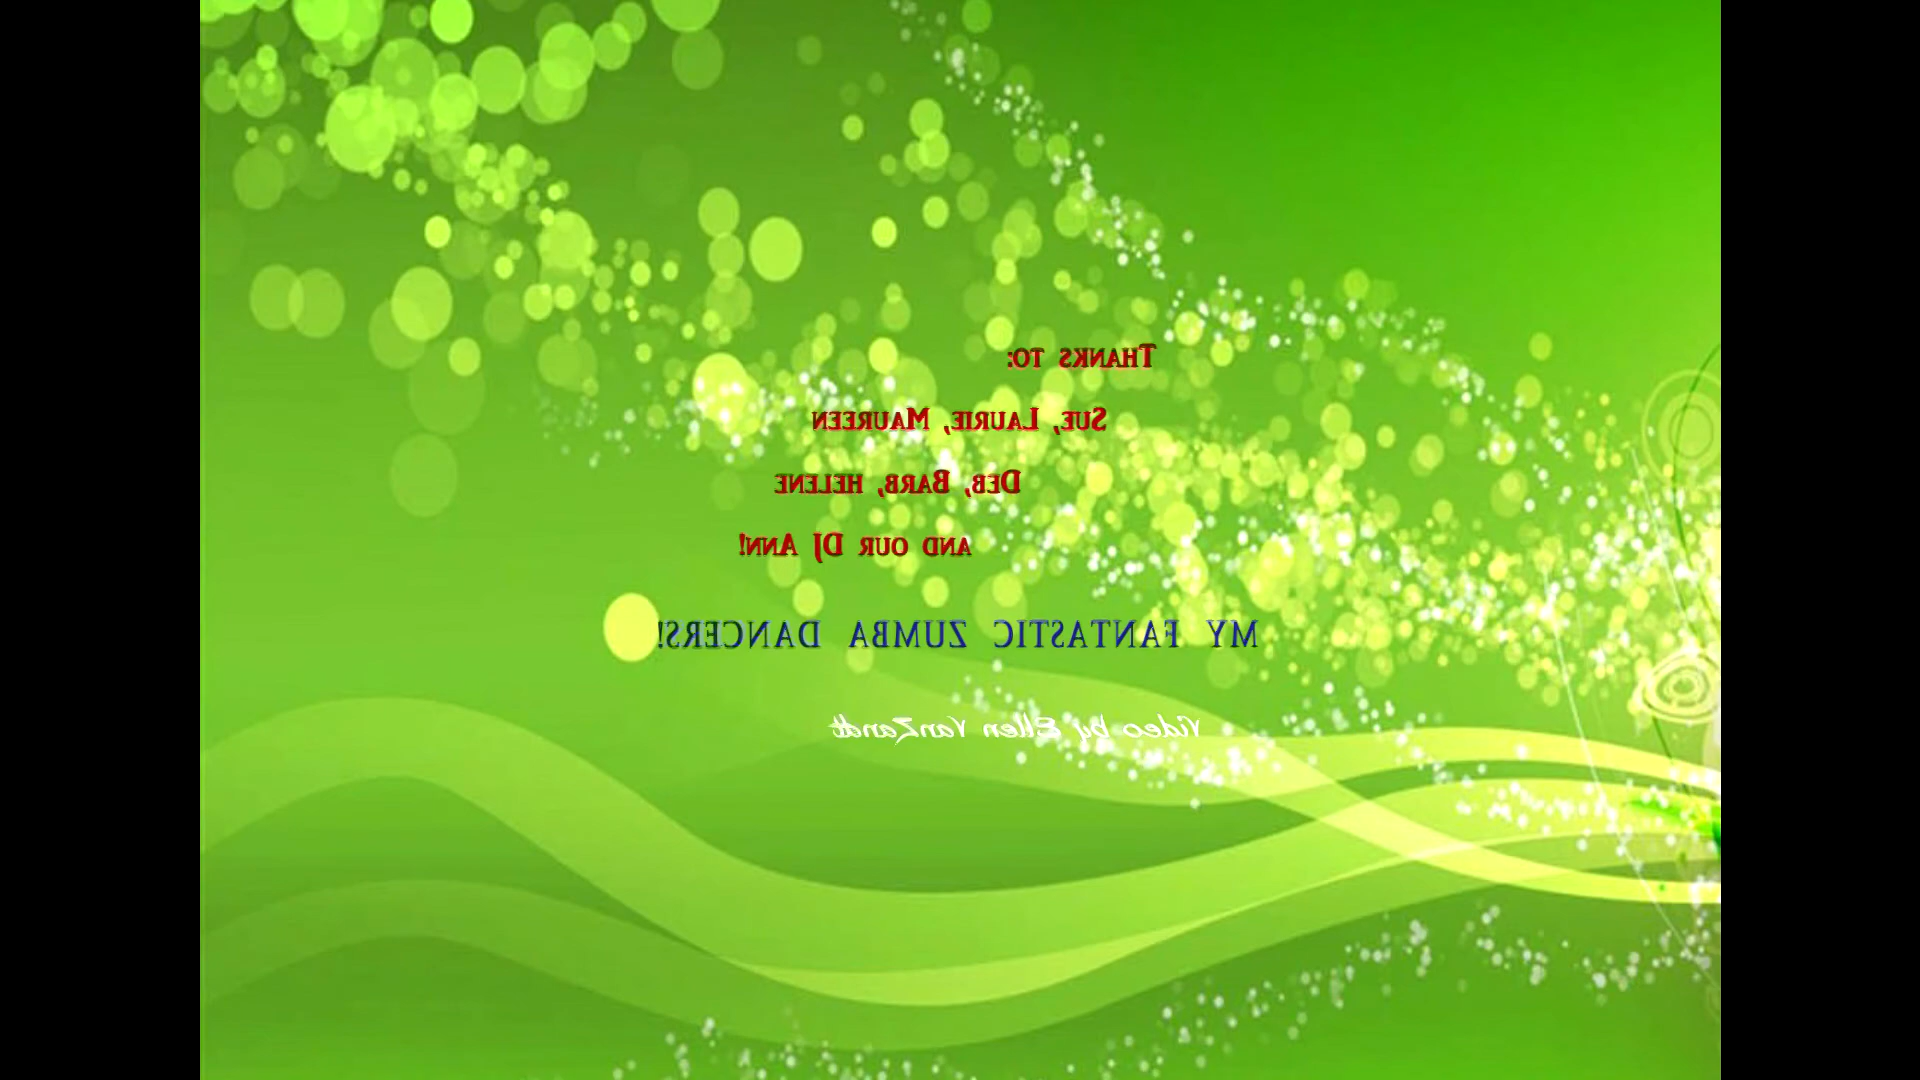 Thanks to:
Sue, Laurie, Maureen
Deb, Barb, helene
and our DJ Ann!
MY FANTASTIC ZUMBA DANCERS!
Video by Ellen VanZandt